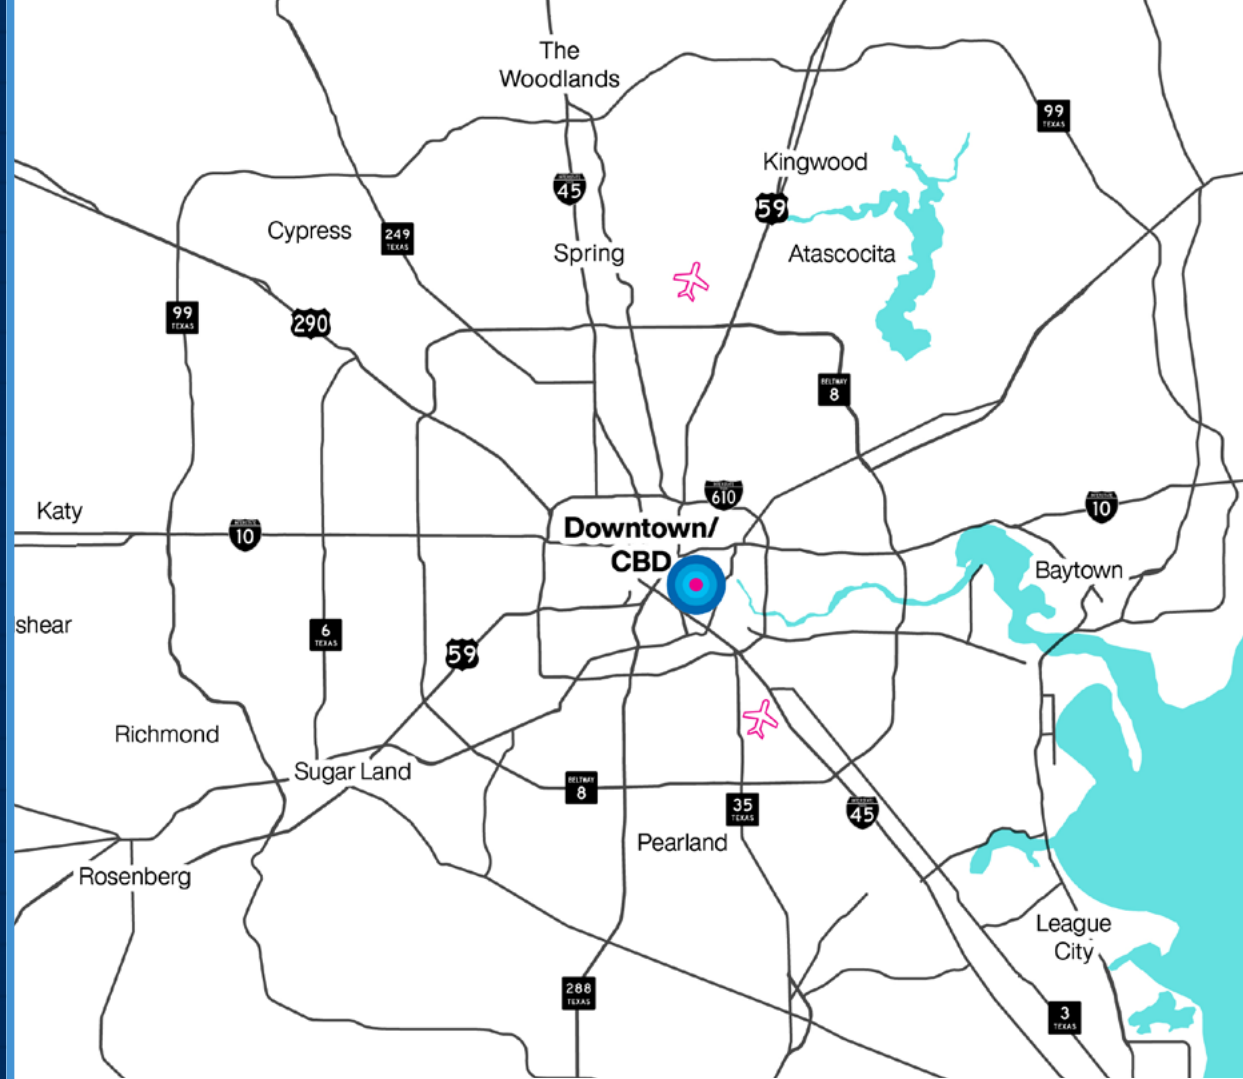 The
Woodlands
99
TEXAS
Kingwood
45
59
Cypress
249
TEXAS
Spring
Atascocita
99
TEXAS
290
BELTWAY
8
610
Katy
10
10
Downtown/
CBD
Baytown
shear
6
TEXAS
59
Richmond
Sugar Land
BELTWAY
8
35
TEXAS
45
Pearland
Rosenberg
League
City
288
TEXAS
3
TEXAS